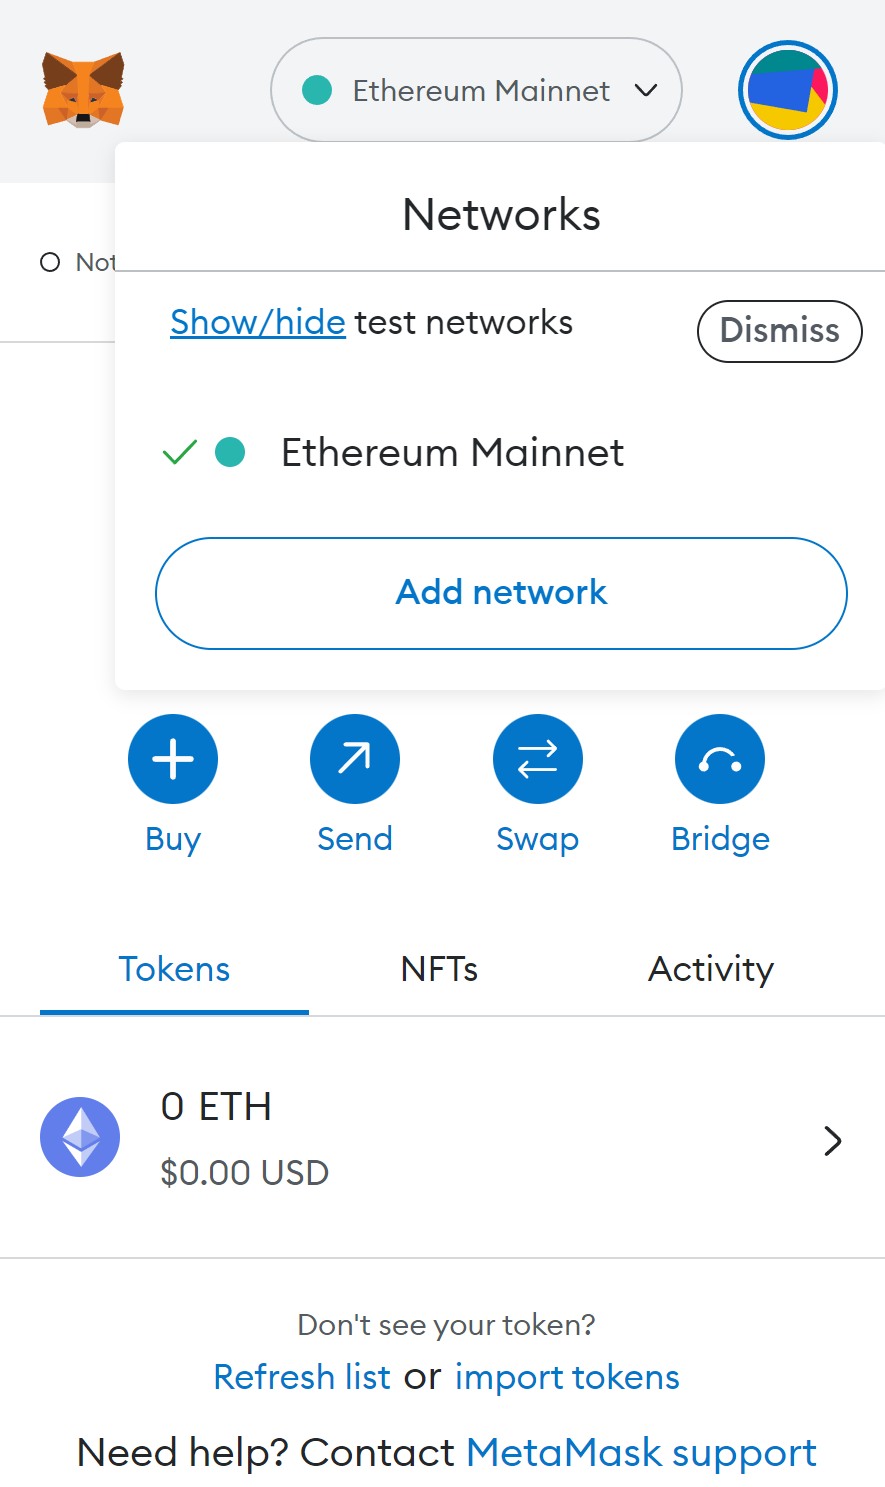 Ethereum Mainnet
Networks
Not
Show/hide test networks
Dismiss
Ethereum Mainnet
Add network
Buy
Send
Swap
Bridge
Tokens
NFTs
Activity
0 ETH
$0.00 USD
Don't see your token?
Refresh list or import tokens
Need help? Contact MetaMask support